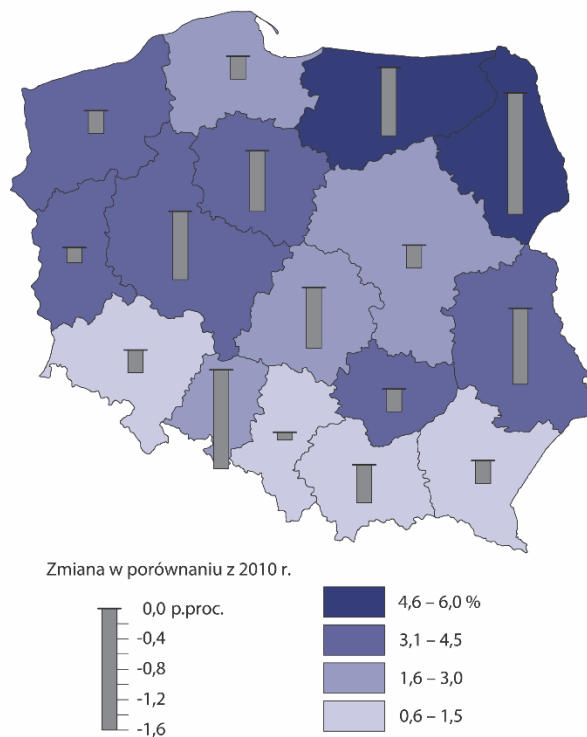 Zmiana w porównaniu z 2010 r.
0,0 p.proc.
-0,4
-0,8
-1,2
-1,6
4,6 – 6,0 %
3,1 – 4,5
1,6 – 3,0
0,6 – 1,5